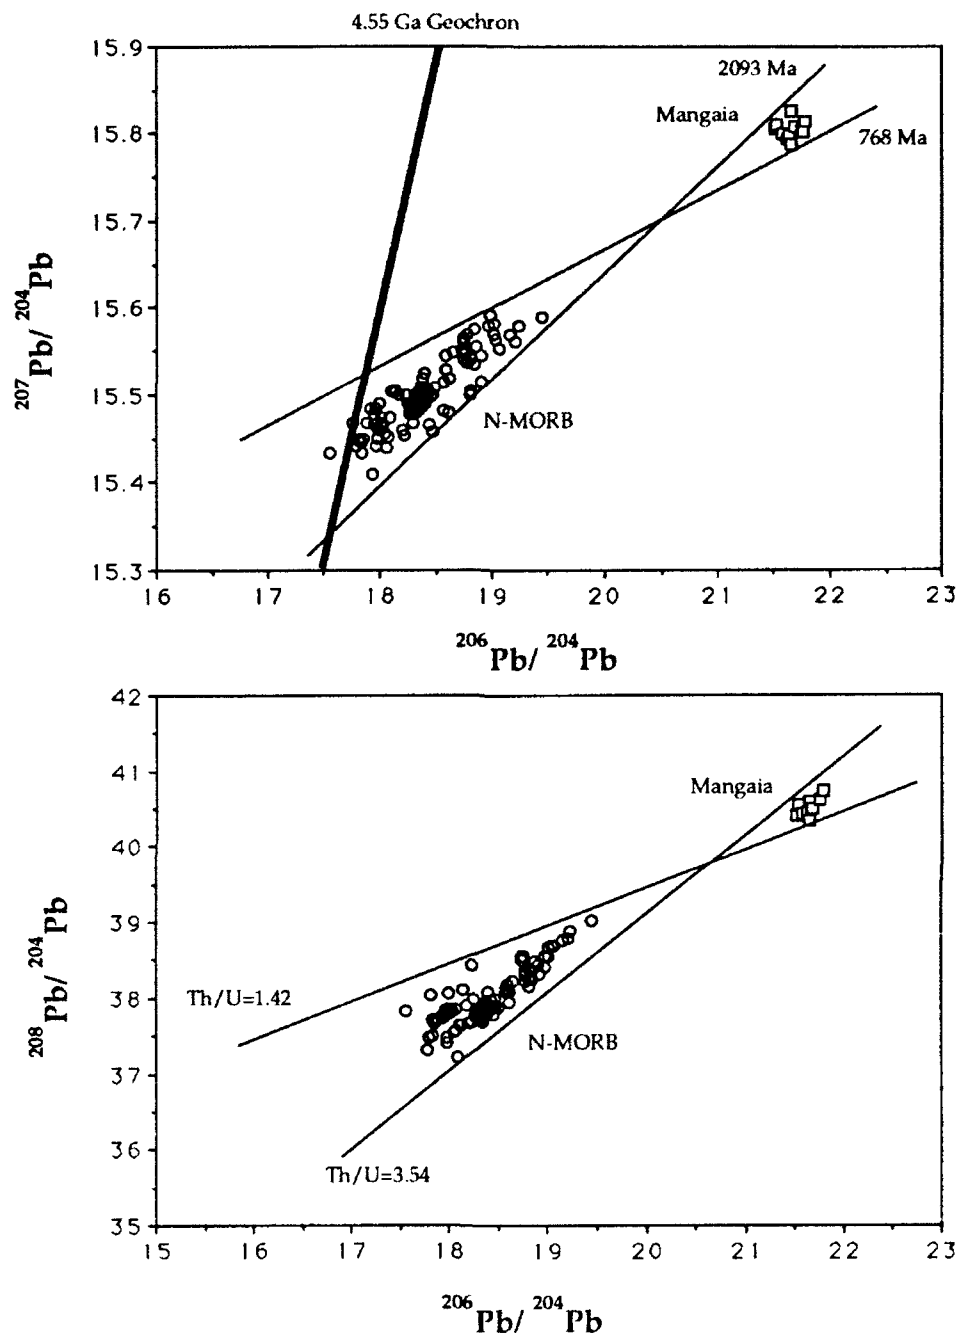 4.55 Ga Geochron
15.9
2093 Ma
Mangaia
15.8
768 Ma
15.7
207Pb/ 204Pb
15.6
15.5
N-MORB
15.4
15.3
16 17 18 19 20 21 22 23
206Pb/ 204Pb
42
41
Mangaia
40
39
208Pb/ 204Pb
Th/U=1.42
38
N-MORB
37
36
Th/U=3.54
35
15 16 17 18 19 20 21 22 23
206Pb/ 204Pb